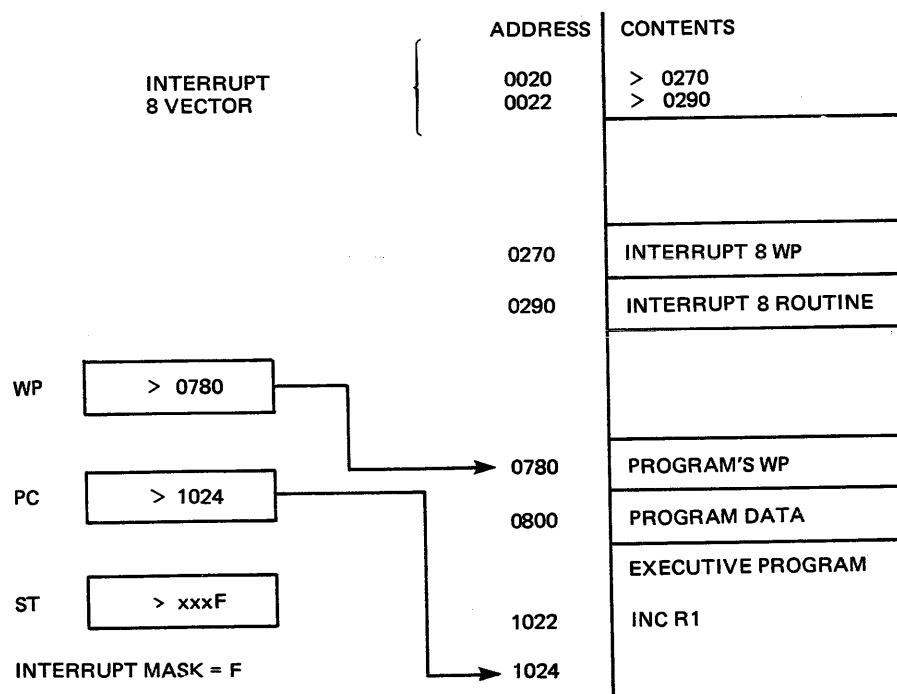 ADDRESS CONTENTS
INTERRUPT
8 VECTOR
0020 > 0270
0022 > 0290
0270 INTERRUPT 8 WP
0290 INTERRUPT 8 ROUTINE
WP > 0780
0780 PROGRAM'S WP
PC > 1024
0800 PROGRAM DATA
EXECUTIVE PROGRAM
ST > xxxF
1022 INC R1
INTERRUPT MASK = F
1024